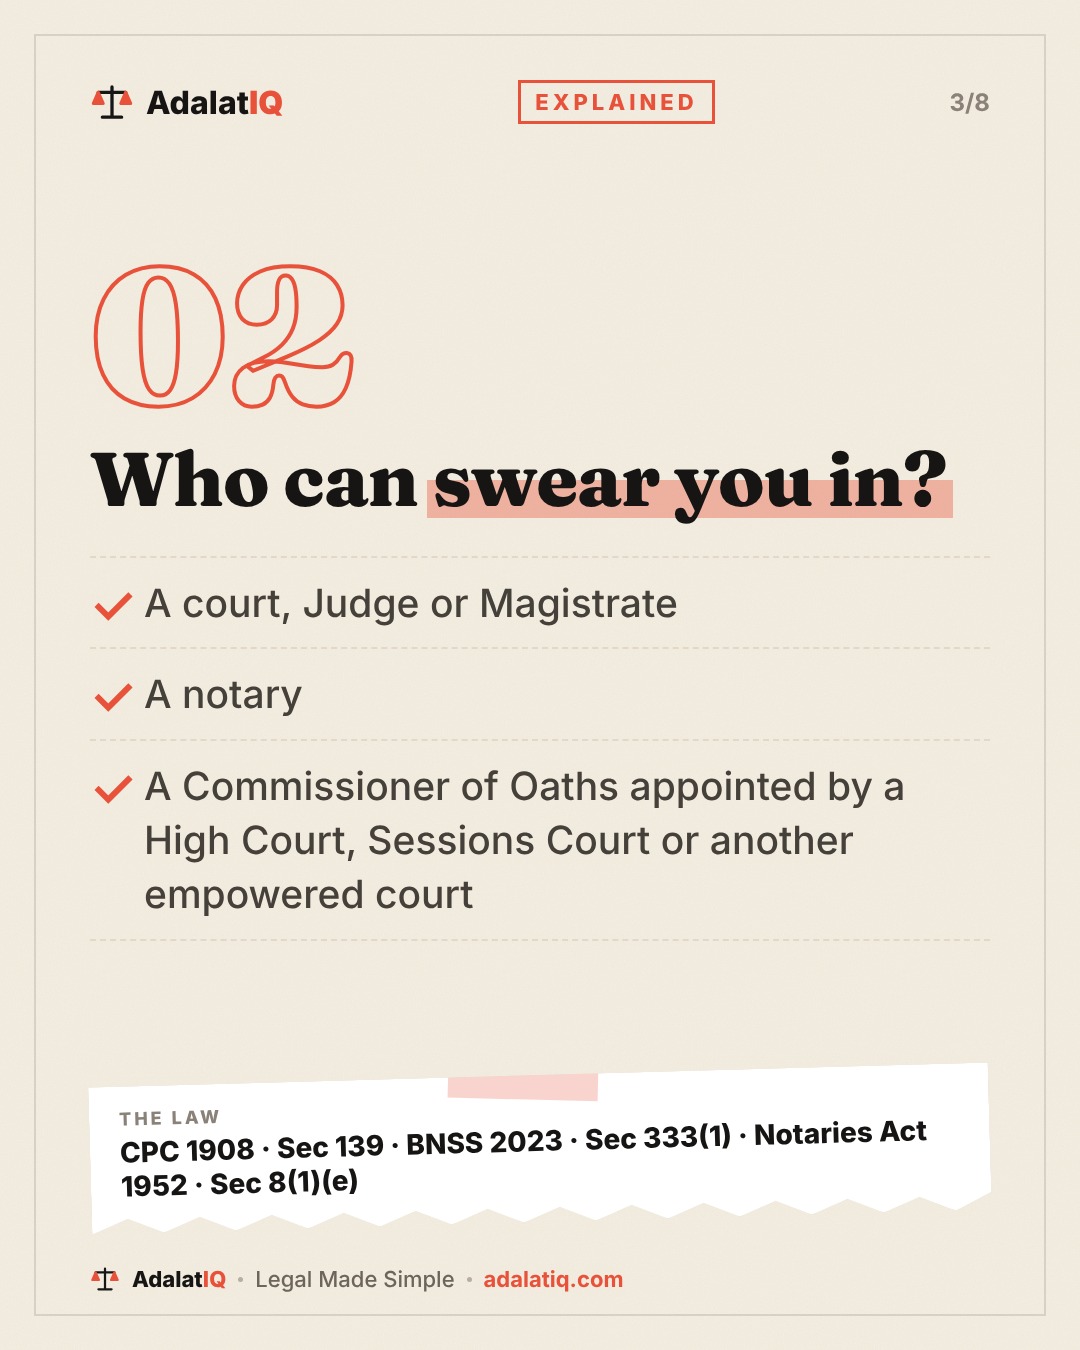 AdalatIQ
EXPLAINED
3/8
02
Who can swear you in?
A court, Judge or Magistrate
A notary
A Commissioner of Oaths appointed by a
High Court, Sessions Court or another
empowered court
THE LAW
CPC 1908 · Sec 139 · BNSS 2023 · Sec 333(1) · Notaries Act
1952 · Sec 8(1)(e)
AdalatIQ • Legal Made Simple • adalatiq.com